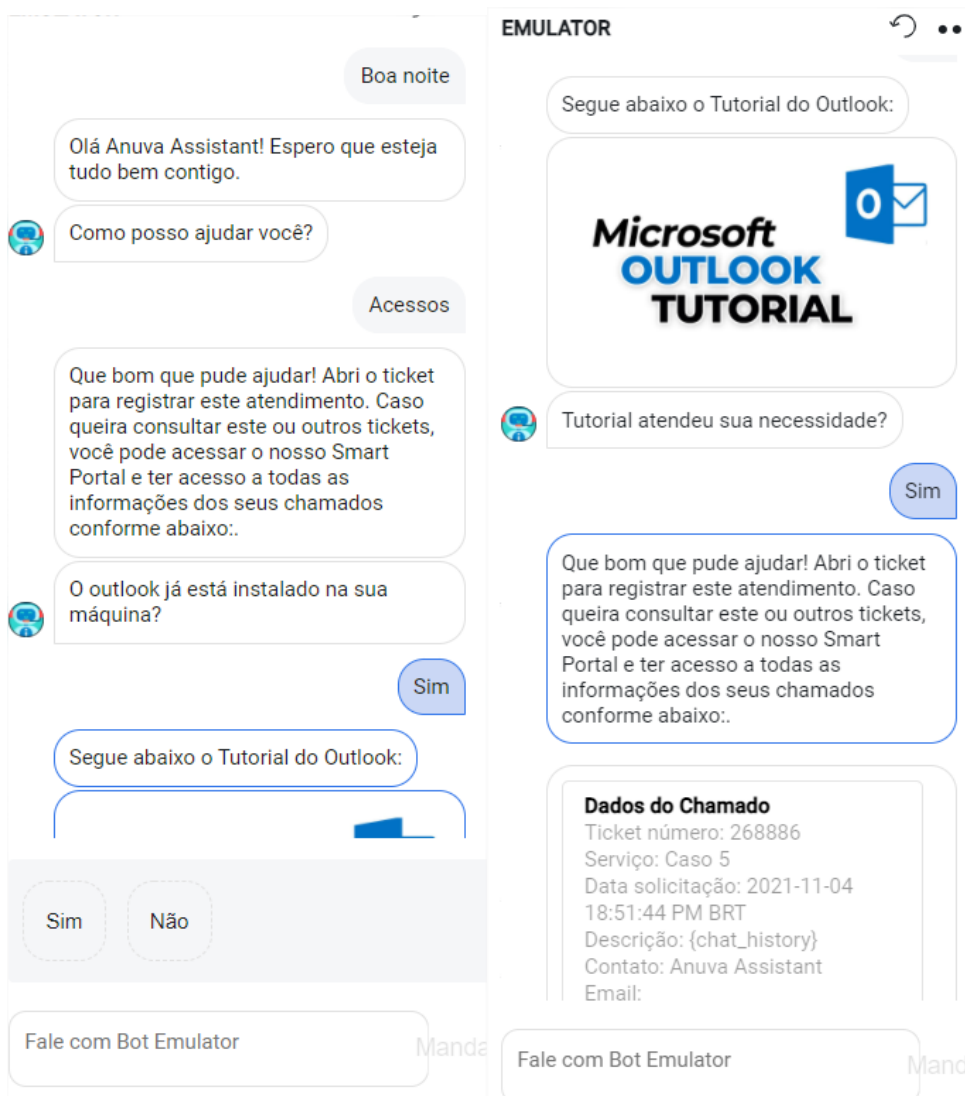 Boa noite
Olá Anuva Assistant! Espero que esteja
tudo bem contigo.
Como posso ajudar você?
Acessos
Que bom que pude ajudar! Abri o ticket
para registrar este atendimento. Caso
queira consultar este ou outros tickets,
você pode acessar o nosso Smart
Portal e ter acesso a todas as
informações dos seus chamados
conforme abaixo:.
O outlook já está instalado na sua
máquina?
Sim
Segue abaixo o Tutorial do Outlook:
Sim
Não
Fale com Bot Emulator
Manda
EMULATOR
Segue abaixo o Tutorial do Outlook:
O
Microsoft
OUTLOOK
TUTORIAL
Tutorial atendeu sua necessidade?
Sim
Que bom que pude ajudar! Abri o ticket
para registrar este atendimento. Caso
queira consultar este ou outros tickets,
você pode acessar o nosso Smart
Portal e ter acesso a todas as
informações dos seus chamados
conforme abaixo:.
Dados do Chamado
Ticket número: 268886
Serviço: Caso 5
Data solicitação: 2021-11-04
18:51:44 PM BRT
Descrição: {chat_history}
Contato: Anuva Assistant
Email:
Fale com Bot Emulator
Mand